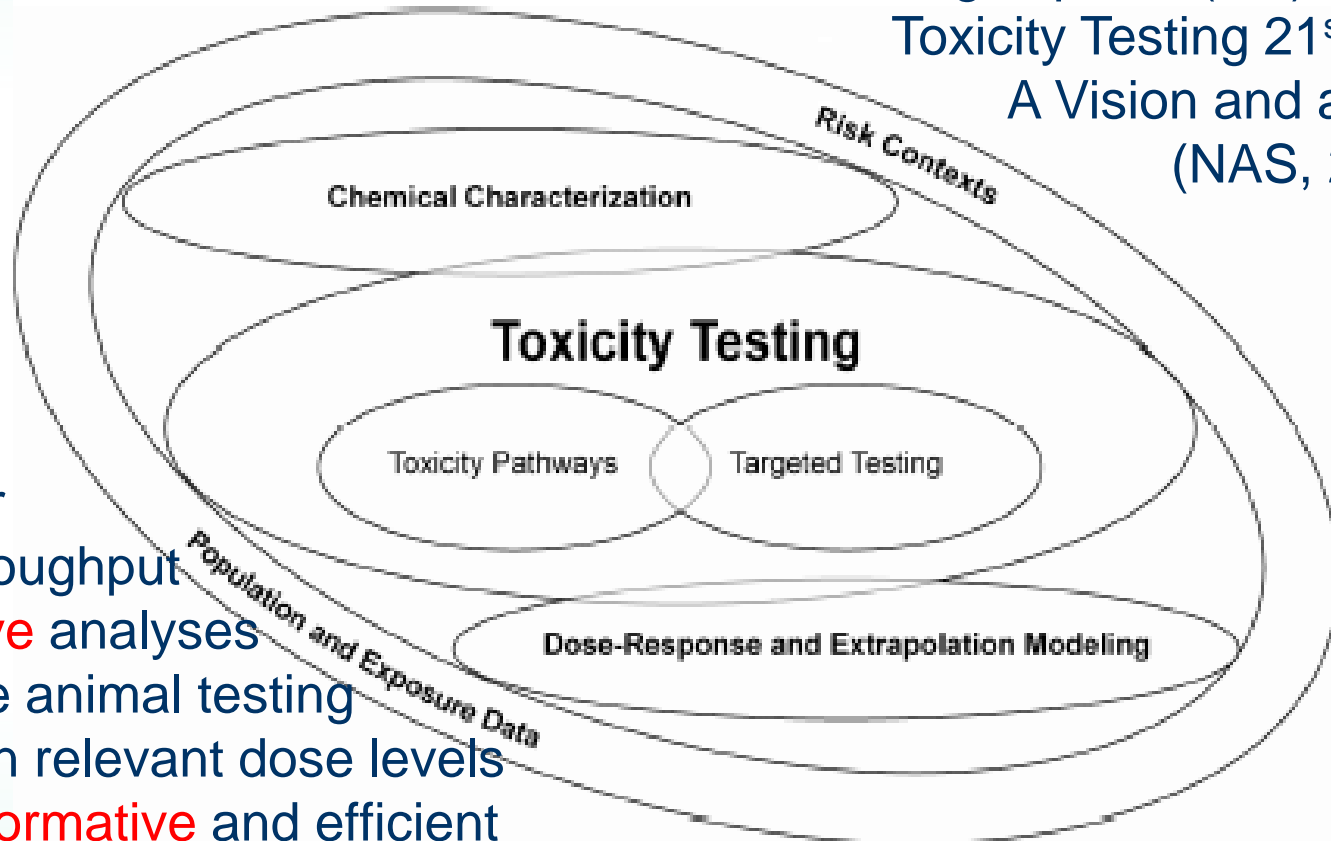 Toxicity Testing 21s
A Vision and a
(NAS,
Risk Contexts
Chemical Characterization
Toxicity Testing
Toxicity Pathways
Targeted Testing
oughput
ve analyses
e animal testing
n relevant dose levels
ormative and efficient
Population and Exposure Data
Dose-Response and Extrapolation Modeling